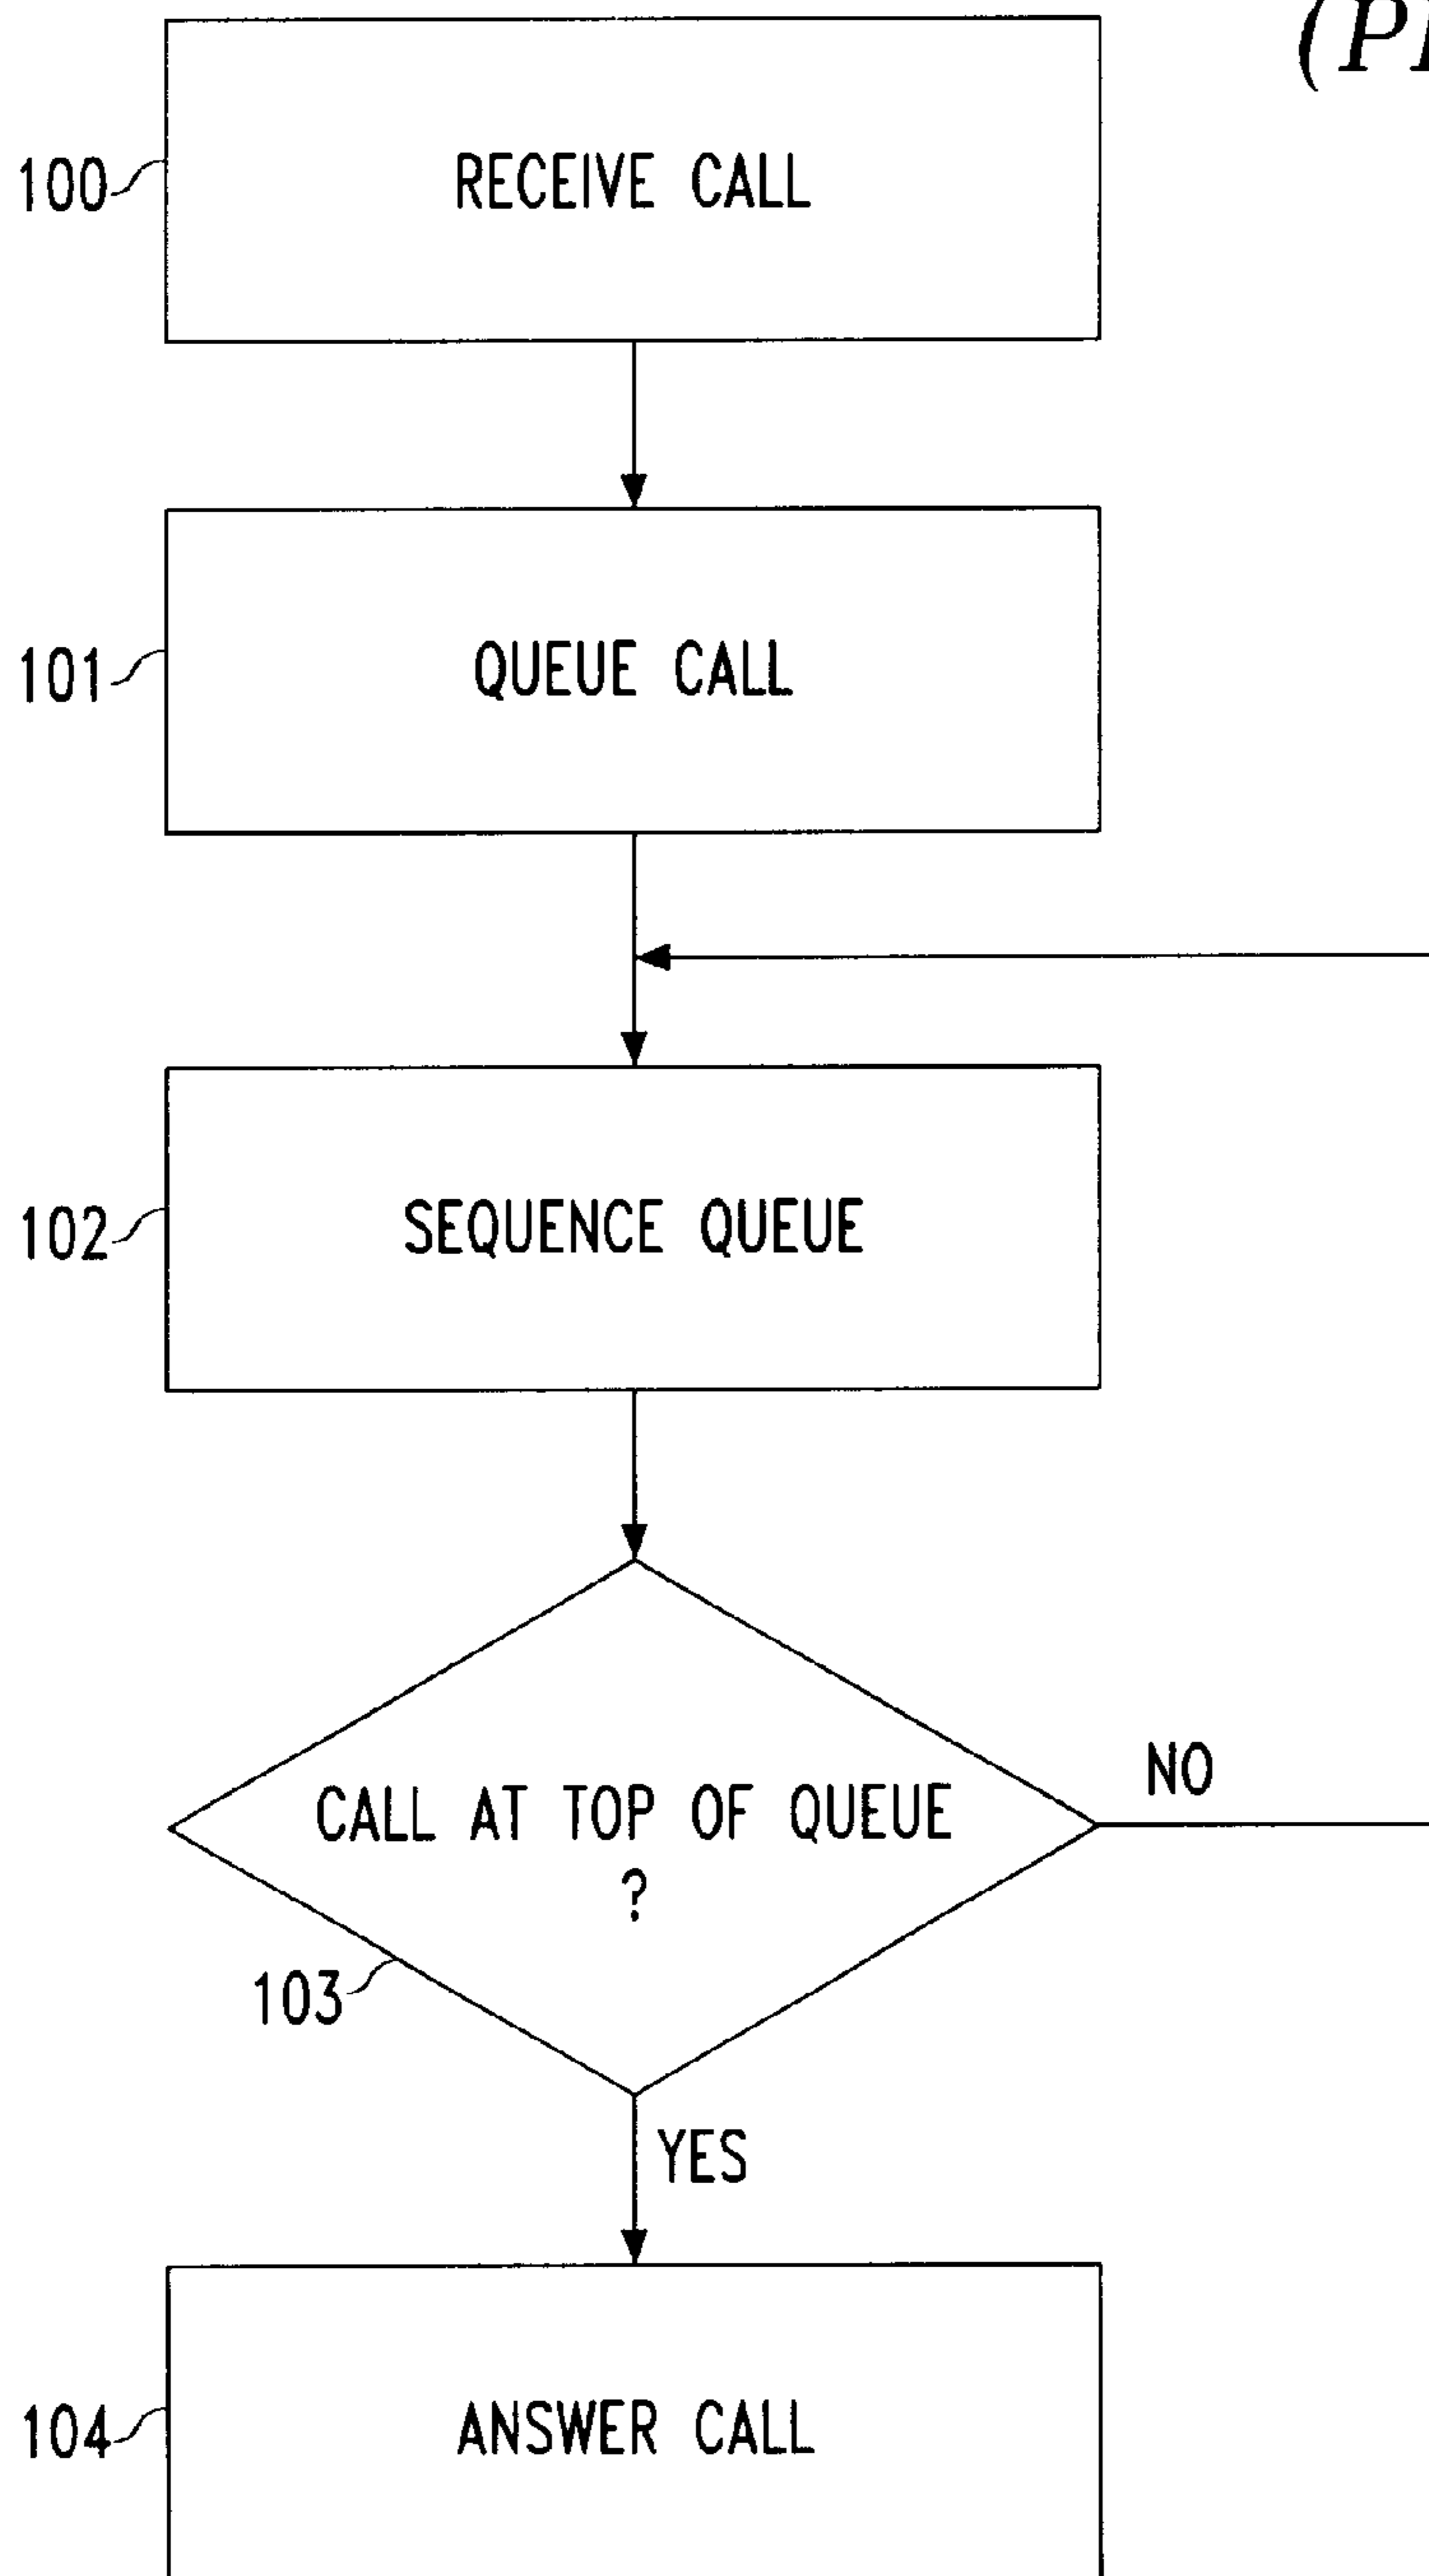 100
RECEIVE CALL
101
QUEUE CALL
102
SEQUENCE QUEUE
CALL AT TOP OF QUEUE
?
NO
103
YES
104
ANSWER CALL